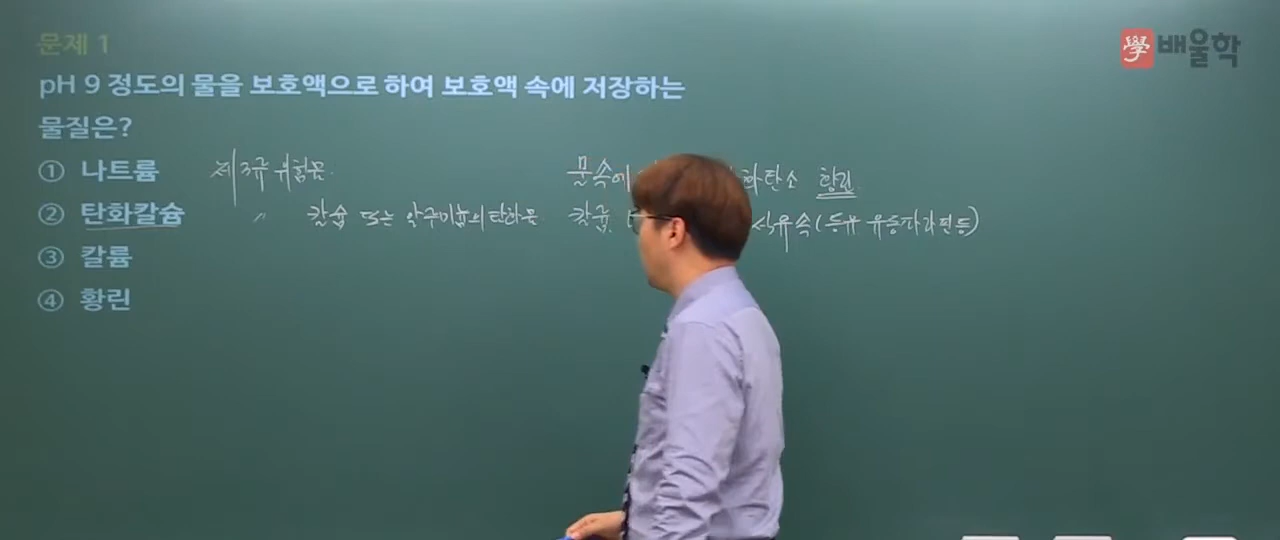 문제 1
學 배울학
pH 9 정도의 물을 보호액으로 하여 보호액 속에 저장하는
물질은?
① 나트륨
제3류 위험물
물속에 화탄소 황린
② 탄화칼슘
〃 칼슘 또는 알루미늄의 탄화물 칼륨 석유속(등유 유동파라핀 등)
③ 칼륨
④ 황린